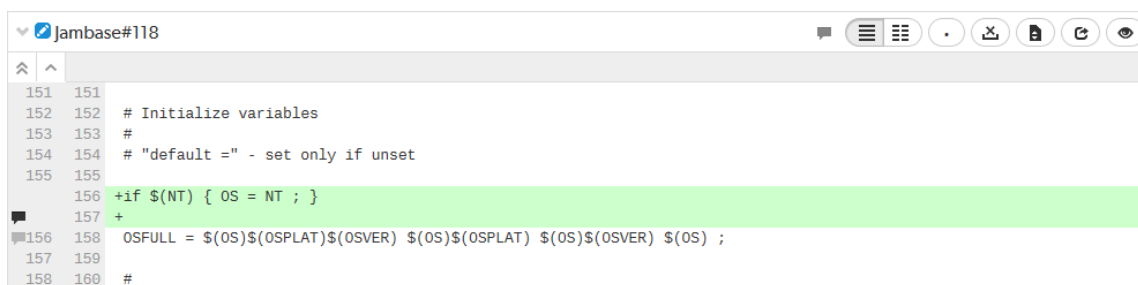 Jambase#118
151 151
152 152 # Initialize variables
153 153 #
154 154 # "default =" - set only if unset
155 155
156 +if $(NT) { OS = NT ; }
157 +
156 158 OSFULL = $(OS)$(OSPLAT)$(OSVER) $(OS)$(OSPLAT) $(OS)$(OSVER) $(OS) ;
157 159
158 160 #